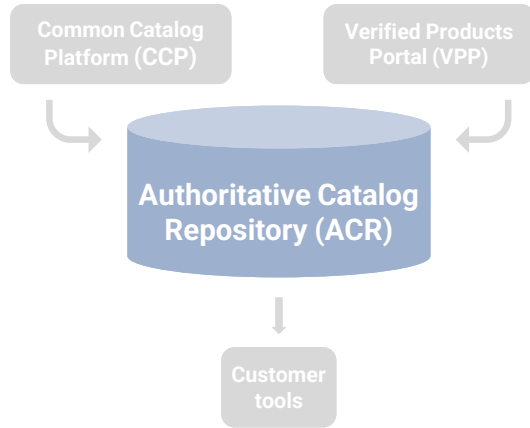 Common Catalog
Platform (CCP)
Verified Products
Portal (VPP)
Authoritative Catalog
Repository (ACR)
Customer
tools